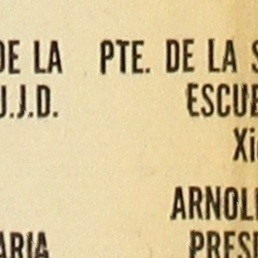 DE LA PTE. DE LA S
J.J.D. ESCUE
Xi
ARNOL
ARIA PRES